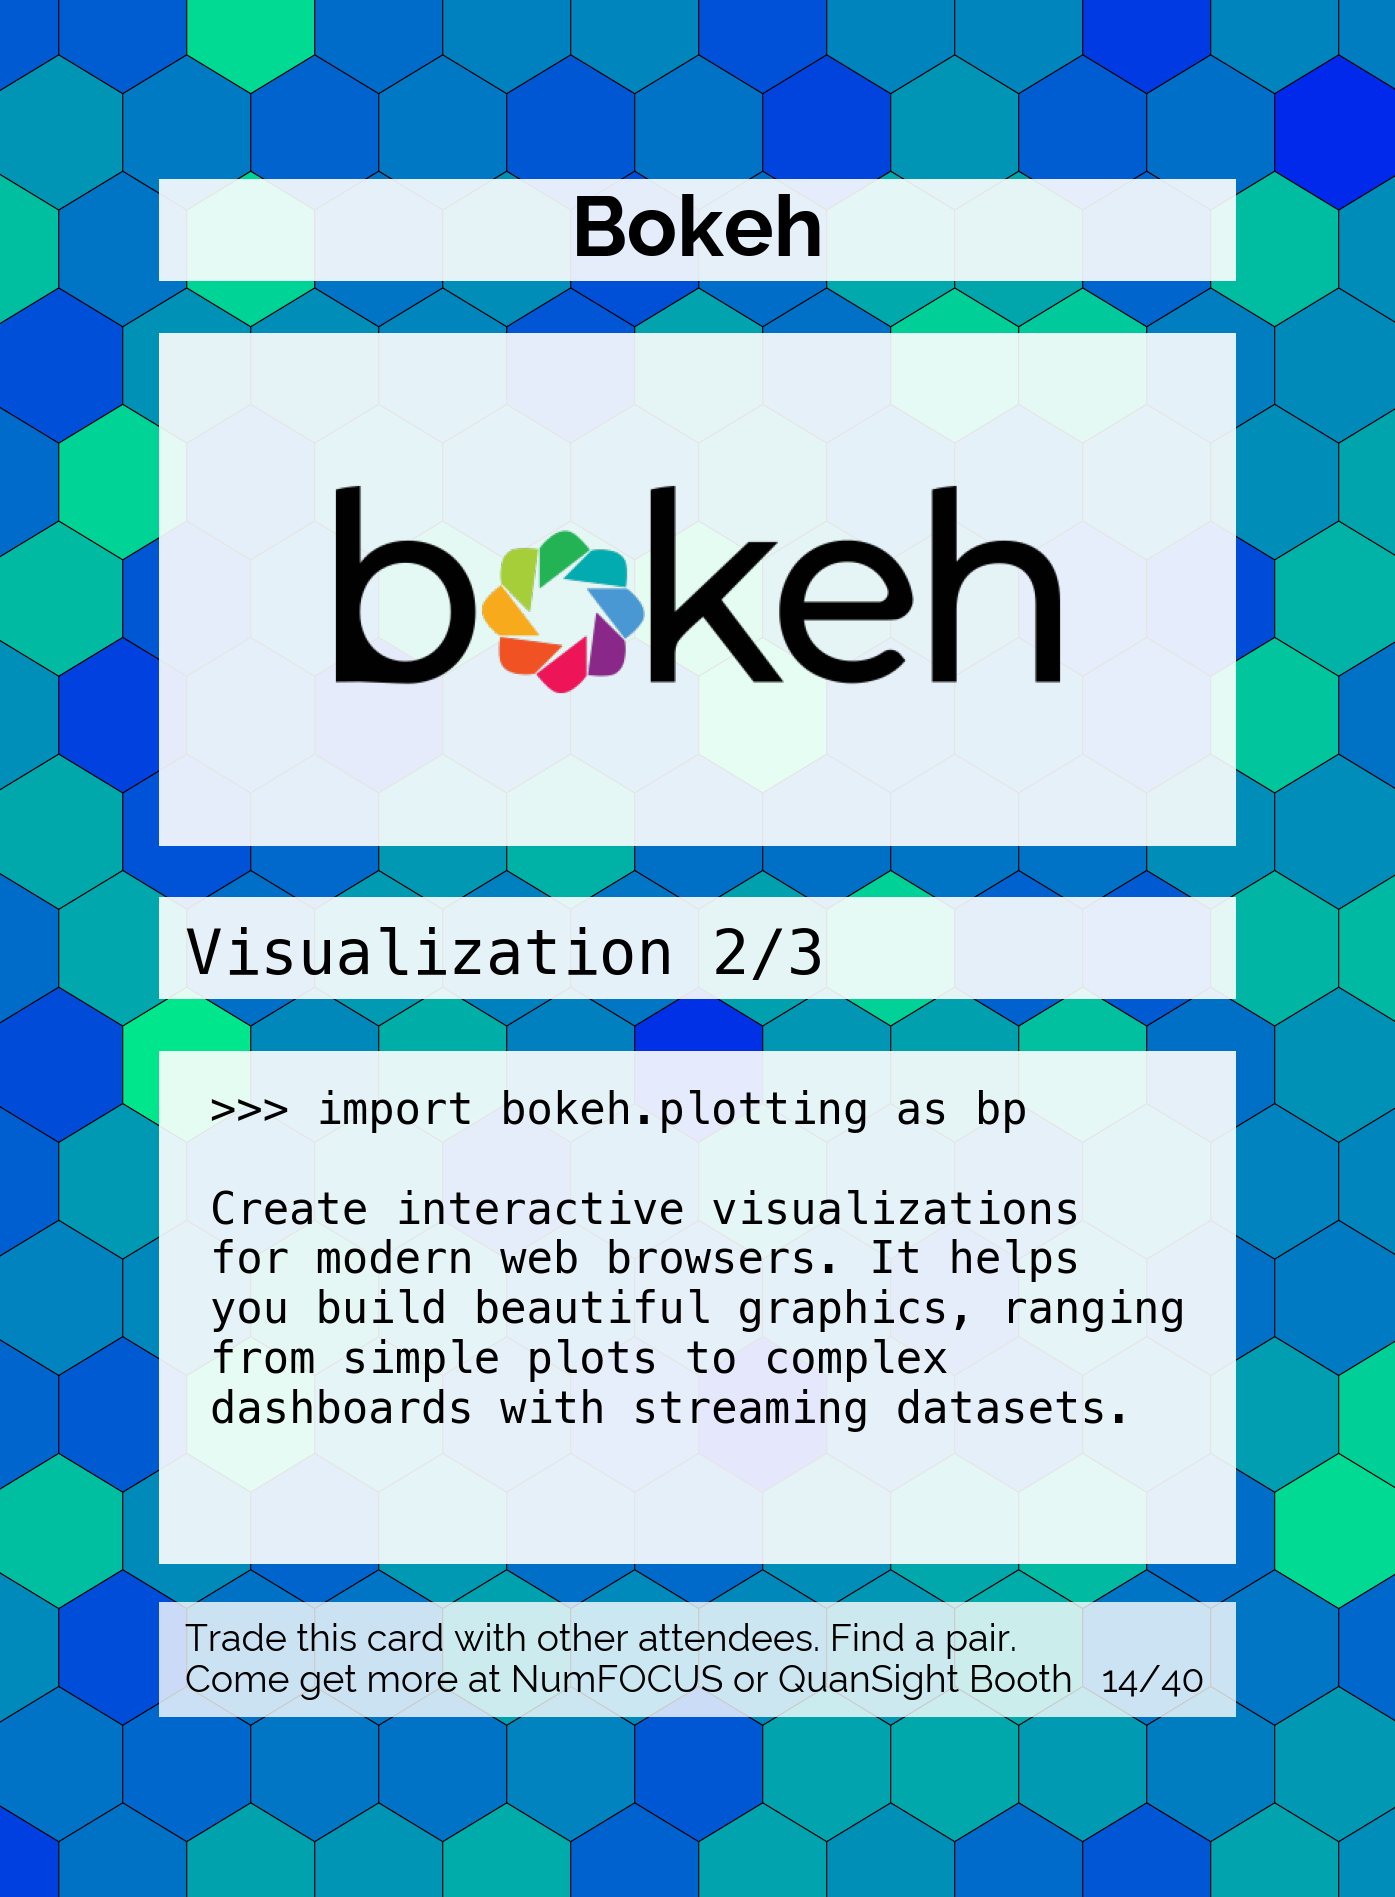 Bokeh
bokeh
Visualization 2/3
>>> import bokeh.plotting as bp
Create interactive visualizations
for modern web browsers. It helps
you build beautiful graphics, ranging
from simple plots to complex
dashboards with streaming datasets.
Trade this card with other attendees. Find a pair.
Come get more at NumFOCUS or QuanSight Booth 14/40